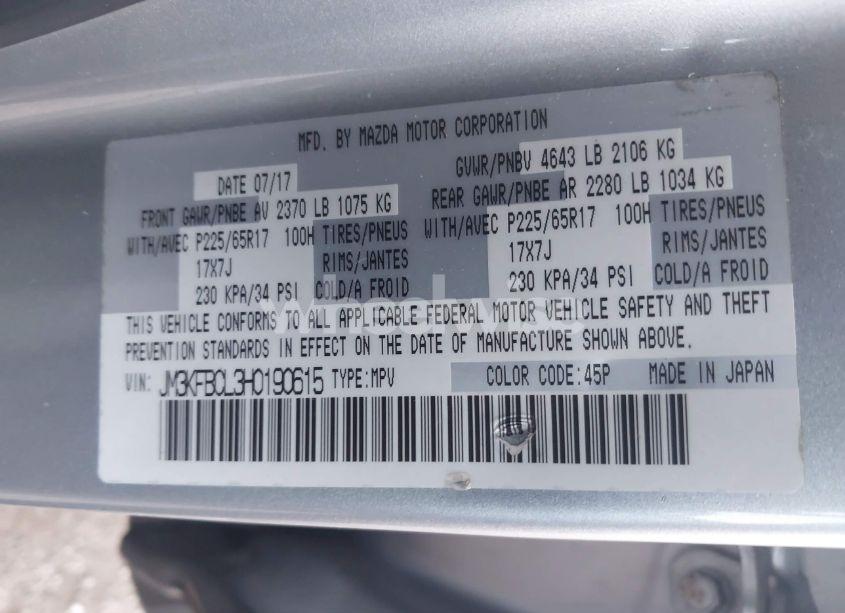 MFD. BY MAZDA MOTOR CORPORATION
DATE 07/17 GVWR/PNBV 4643 LB 2106 KG
FRONT GAWR/PNBE AV 2370 LB 1075 KG REAR GAWR/PNBE AR 2280 LB 1034 KG
WITH/AVEC P225/65R17 100H TIRES/PNEUS WITH/AVEC P225/65R17 100H TIRES/PNEUS
17X7J RIMS/JANTES 17X7J RIMS/JANTES
230 KPA/34 PSI COLD/A FROID 230 KPA/34 PSI COLD/A FROID
THIS VEHICLE CONFORMS TO ALL APPLICABLE FEDERAL MOTOR VEHICLE SAFETY AND THEFT
PREVENTION STANDARDS IN EFFECT ON THE DATE OF MANUFACTURE SHOWN ABOVE.
VIN: JM3KFBCL3H0190615 TYPE:MPV COLOR CODE:45P MADE IN JAPAN